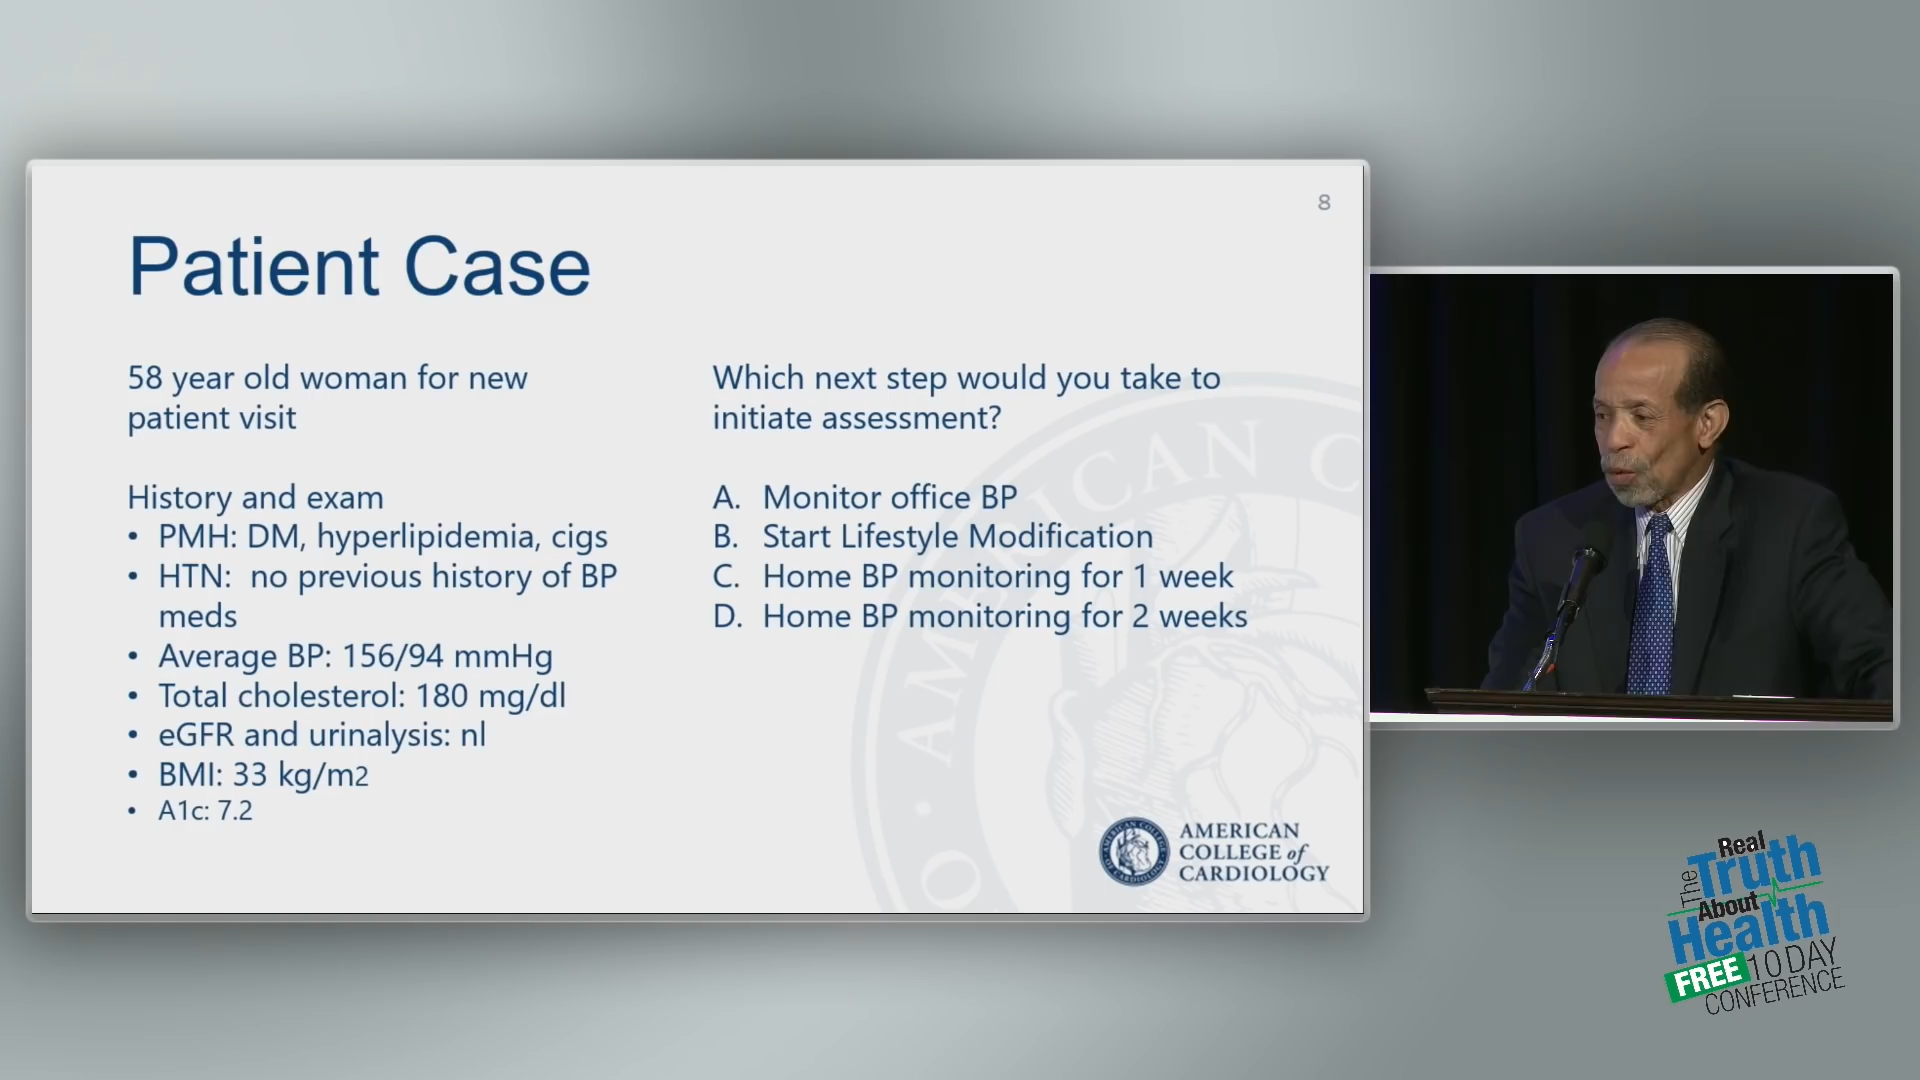 8
Patient Case
58 year old woman for new
patient visit
History and exam
• PMH: DM, hyperlipidemia, cigs
• HTN: no previous history of BP
meds
• Average BP: 156/94 mmHg
• Total cholesterol: 180 mg/dl
• eGFR and urinalysis: nl
• BMI: 33 kg/m2
• A1c: 7.2
Which next step would you take to
initiate assessment?
A. Monitor office BP
B. Start Lifestyle Modification
C. Home BP monitoring for 1 week
D. Home BP monitoring for 2 weeks
AMERICAN
COLLEGE of
CARDIOLOGY
The Real
Truth
About
Health
FREE 10 DAY
CONFERENCE